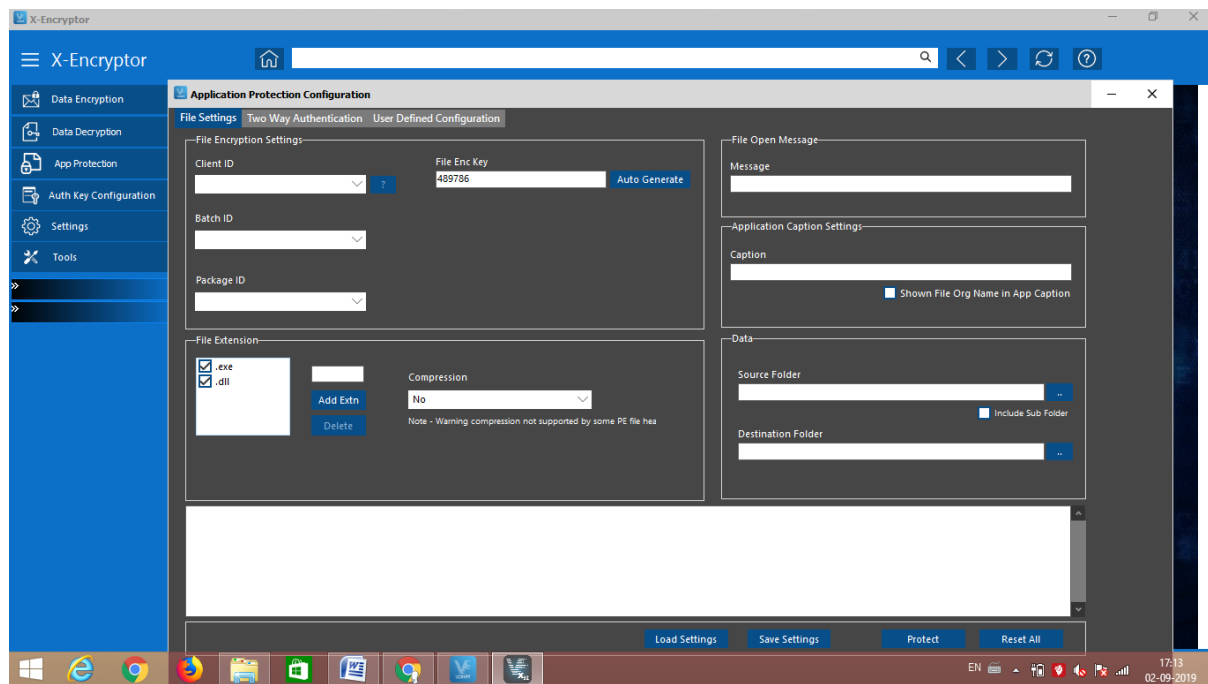 X-Encryptor
X-Encryptor
Application Protection Configuration
Data Encryption
Data Decryption
App Protection
Auth Key Configuration
Settings
Tools
»
»
File Settings Two Way Authentication User Defined Configuration
File Encryption Settings
Client ID
?
File Enc Key
489786
Auto Generate
Batch ID
Package ID
File Open Message
Message
Application Caption Settings
Caption
Shown File Org Name in App Caption
File Extension
.exe
.dll
Add Extn
Delete
Compression
No
Note - Warning compression not supported by some PE file hea
Data
Source Folder
..
Include Sub Folder
Destination Folder
..
Load Settings Save Settings Protect Reset All
EN
17:13
02-09-2019